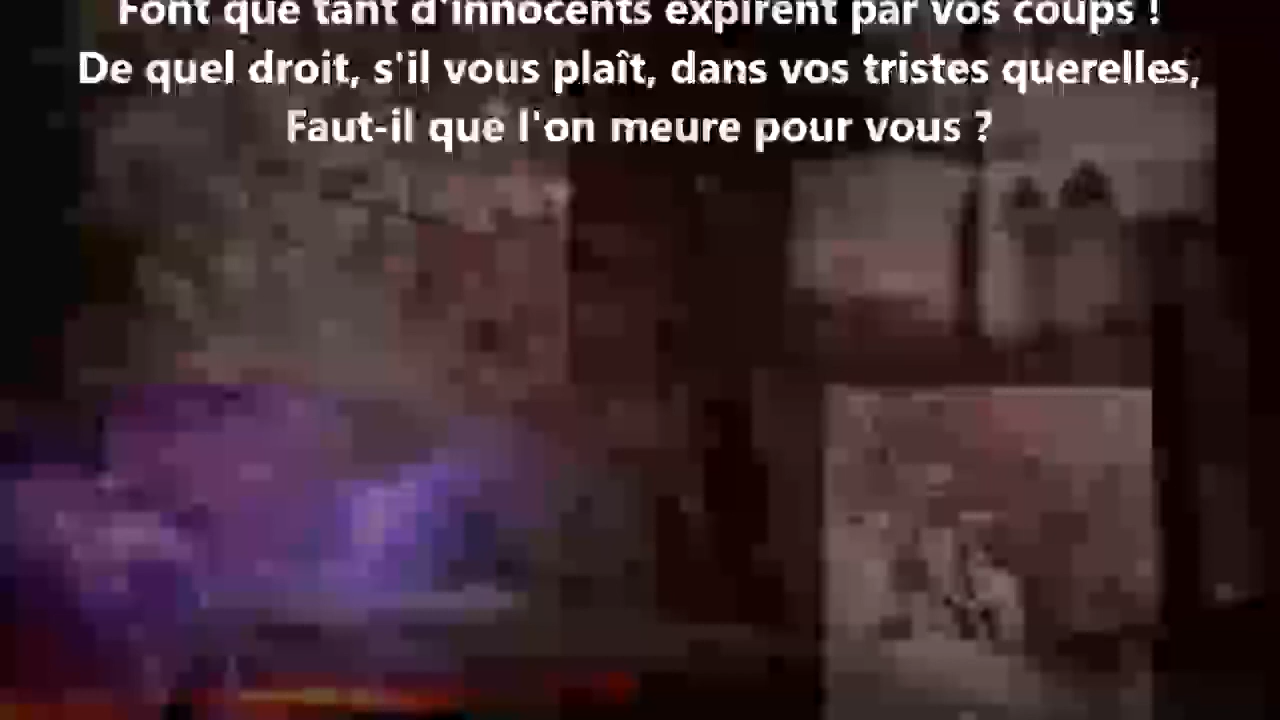 Font que tant d'innocents expirent par vos coups !
De quel droit, s'il vous plaît, dans vos tristes querelles,
Faut-il que l'on meure pour vous ?